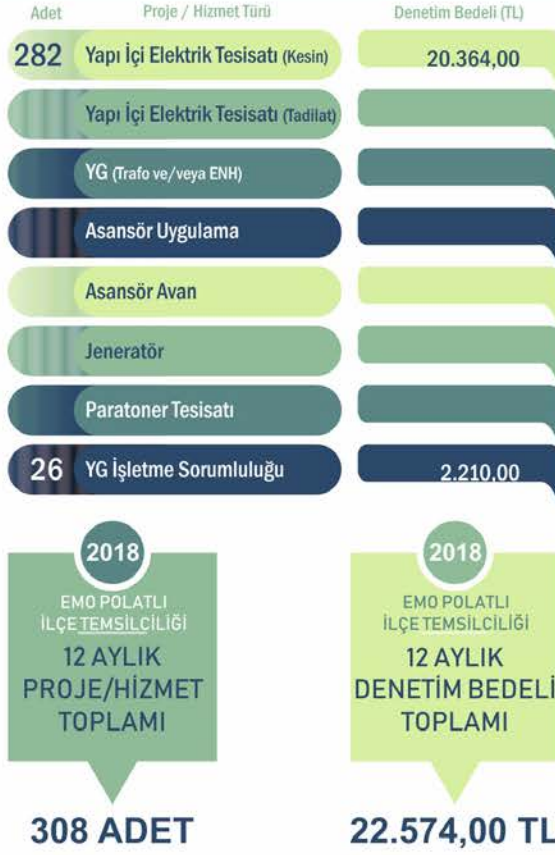 Adet Proje / Hizmet Türü Denetim Bedeli (TL)
282 Yapı İçi Elektrik Tesisatı (Kesin) 20.364,00
Yapı İçi Elektrik Tesisatı (Tadilat)
YG (Trafo ve/veya ENH)
Asansör Uygulama
Asansör Avan
Jeneratör
Paratoner Tesisatı
26 YG İşletme Sorumluluğu 2.210,00
2018
EMO POLATLI
İLÇE TEMSİLCİLİĞİ
12 AYLIK
PROJE/HİZMET
TOPLAMI
308 ADET
2018
EMO POLATLI
İLÇE TEMSİLCİLİĞİ
12 AYLIK
DENETİM BEDELİ
TOPLAMI
22.574,00 TL